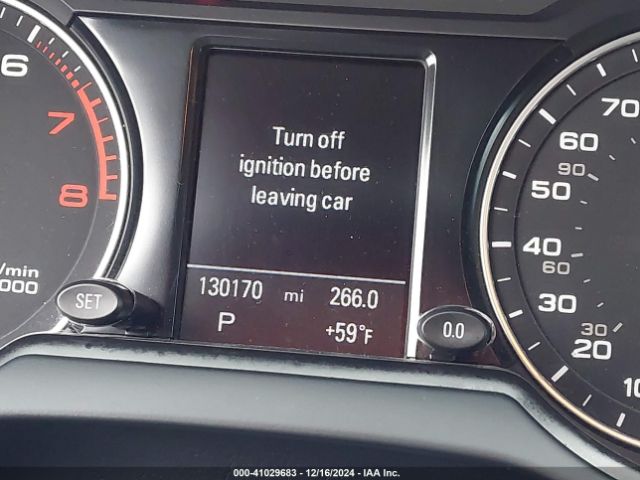 6
7
8
/min
000
SET
Turn off
ignition before
leaving car
130170 mi 266.0
P +59°F
0.0
70
60
90
50
40
60
30
30
20
10
000-41029683 - 12/16/2024 - IAA Inc.